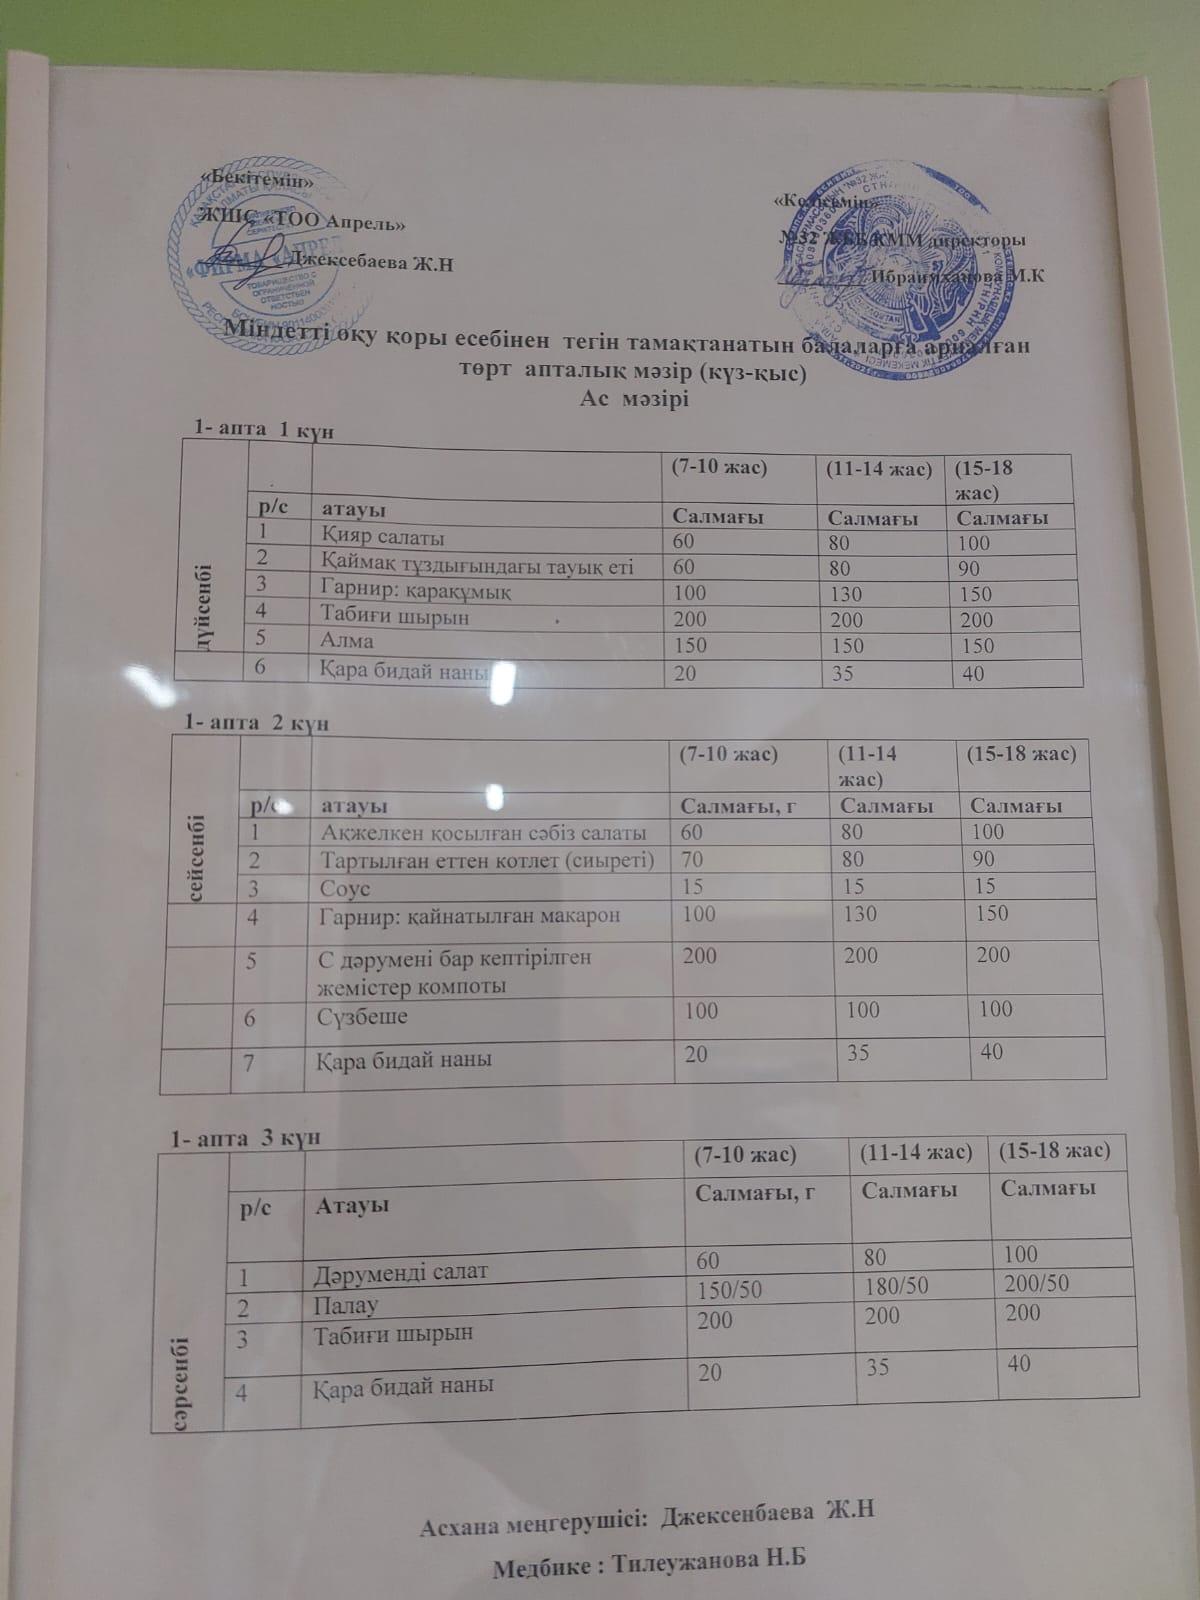 «Бекітемін»
ЖШС «ТОО Апрель»
Джексебаева Ж.Н
«Келісемін»
№32 ЖББ КММ директоры
Ибраимханова М.К
Міндетті оқу қоры есебінен тегін тамақтанатын балаларға арналған
төрт апталық мәзір (күз-қыс)
Ас мәзірі
1- апта 1 күн
дүйсенбі
(7-10 жас) (11-14 жас) (15-18
жас)
р/с атауы Салмағы Салмағы Салмағы
1 Қияр салаты 60 80 100
2 Қаймақ тұздығындағы тауық еті 60 80 90
3 Гарнир: қарақұмық 100 130 150
4 Табиғи шырын 200 200 200
5 Алма 150 150 150
6 Қара бидай наны 20 35 40
1- апта 2 күн
сейсенбі
(7-10 жас) (11-14
жас) (15-18 жас)
р/с атауы Салмағы, г Салмағы Салмағы
1 Ақжелкен қосылған сәбіз салаты 60 80 100
2 Тартылған еттен котлет (сиыреті) 70 80 90
3 Соус 15 15 15
4 Гарнир: қайнатылған макарон 100 130 150
5 С дәрумені бар кептірілген
жемістер компоты 200 200 200
6 Сүзбеше 100 100 100
7 Қара бидай наны 20 35 40
1- апта 3 күн
сәрсенбі
(7-10 жас) (11-14 жас) (15-18 жас)
р/с Атауы Салмағы, г Салмағы Салмағы
1 Дәруменді салат 60 80 100
2 Палау 150/50 180/50 200/50
3 Табиғи шырын 200 200 200
4 Қара бидай наны 20 35 40
Асхана меңгерушісі: Джексенбаева Ж.Н
Медбике : Тилеужанова Н.Б